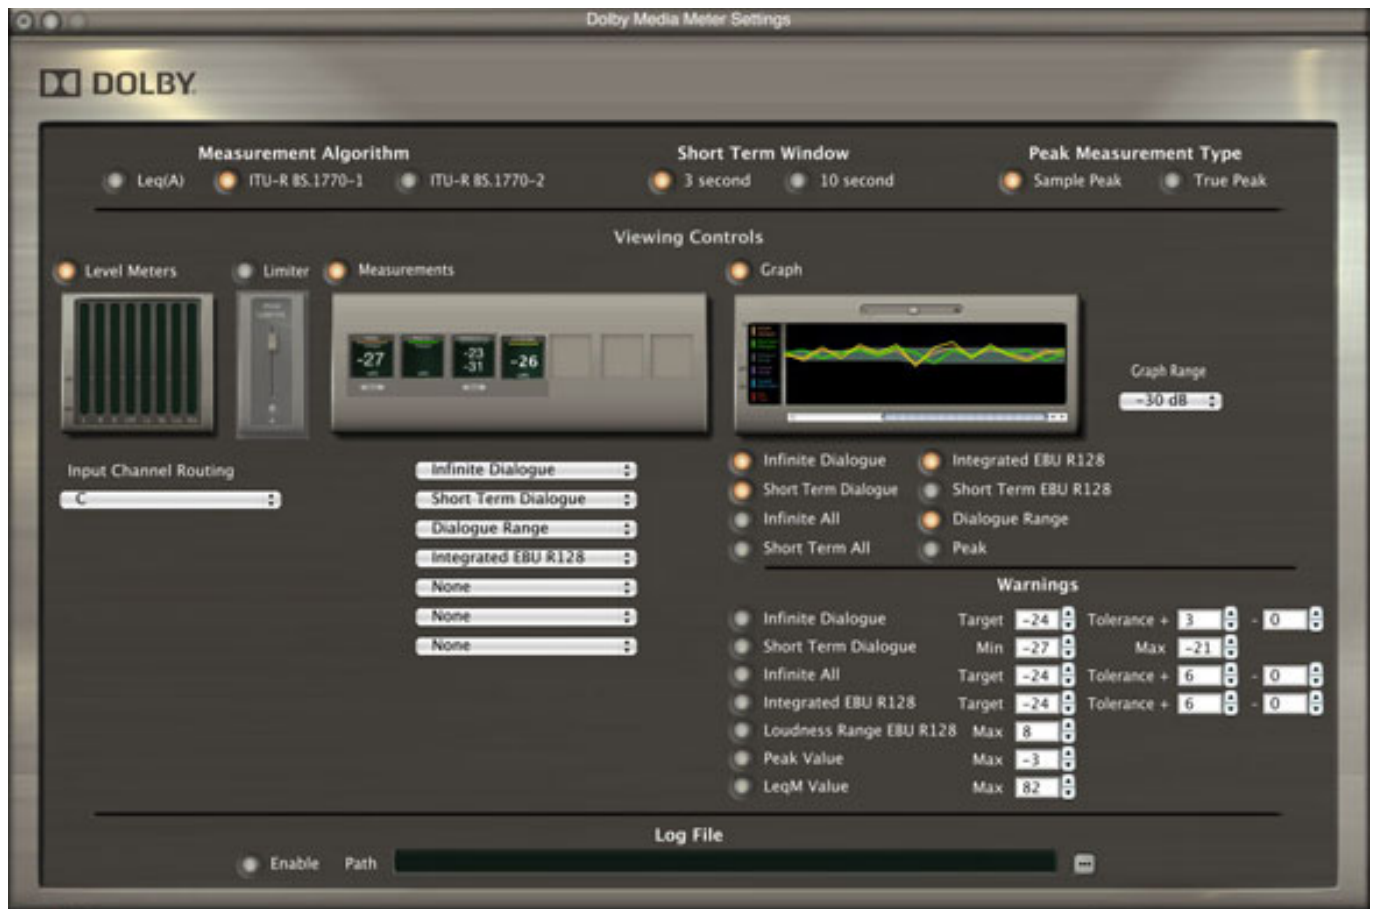 Dolby Media Meter Settings
DOLBY
Measurement Algorithm Short Term Window Peak Measurement Type
Leq(A) ITU-R BS.1770-1 ITU-R BS.1770-2 3 second 10 second Sample Peak True Peak
Viewing Controls
Level Meters Limiter Measurements Graph
-27 -23 -31 -26
Graph Range
-30 dB
Input Channel Routing
C
Infinite Dialogue
Short Term Dialogue
Dialogue Range
Integrated EBU R128
None
None
None
Infinite Dialogue Integrated EBU R128
Short Term Dialogue Short Term EBU R128
Infinite All Dialogue Range
Short Term All Peak
Warnings
Infinite Dialogue Target -24 Tolerance + 3 - 0
Short Term Dialogue Min -27 Max -21
Infinite All Target -24 Tolerance + 6 - 0
Integrated EBU R128 Target -24 Tolerance + 6 - 0
Loudness Range EBU R128 Max 8
Peak Value Max -3
LeqM Value Max 82
Log File
Enable Path